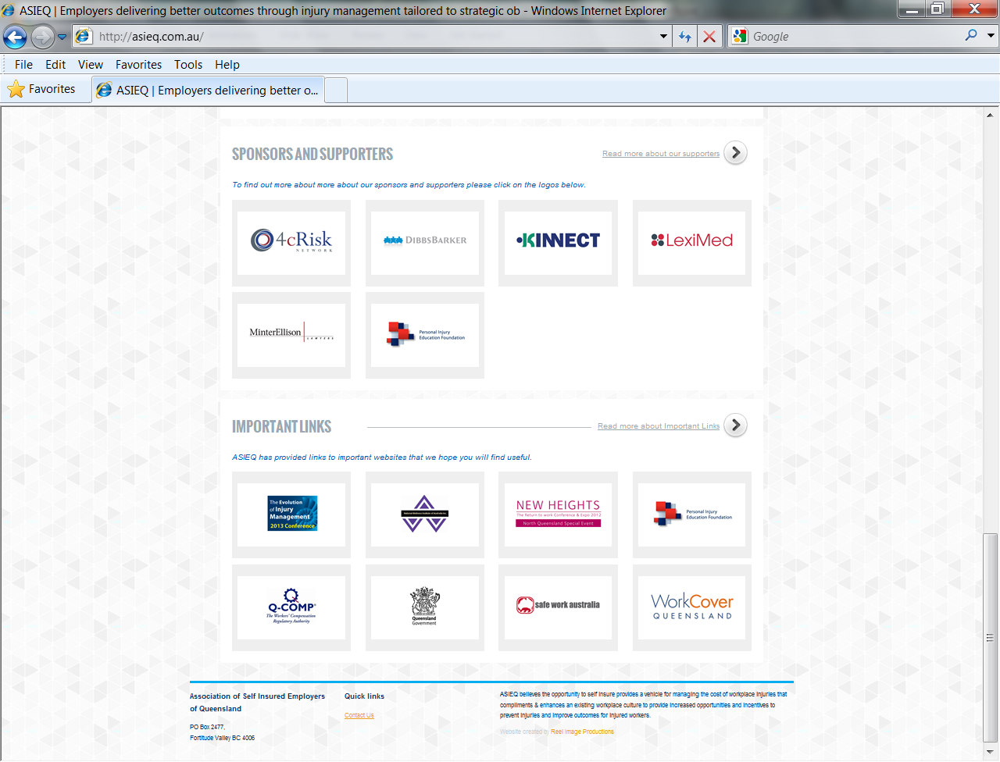 ASIEQ | Employers delivering better outcomes through injury management tailored to strategic ob - Windows Internet Explorer
http://asieq.com.au/
Google
File Edit View Favorites Tools Help
Favorites
ASIEQ | Employers delivering better o...
SPONSORS AND SUPPORTERS
Read more about our supporters
To find out more about more about our sponsors and supporters please click on the logos below.
4cRisk
NETWORK
DIBBSBARKER
KINNECT
LexiMed
MinterEllison
LAWYERS
Personal Injury
Education Foundation
IMPORTANT LINKS
Read more about Important Links
ASIEQ has provided links to important websites that we hope you will find useful.
The Evolution
of Injury
Management
2013 Conference
NEW HEIGHTS
The Return to work Conference & Expo 2012
North Queensland Special Event
Personal Injury
Education Foundation
Q-COMP
The Workers' Compensation
Regulatory Authority
Queensland
Government
safe work australia
WorkCover
QUEENSLAND
Association of Self Insured Employers
of Queensland
PO Box 2477,
Fortitude Valley BC 4006
Quick links
Contact Us
ASIEQ believes the opportunity to self insure provides a vehicle for managing the cost of workplace injuries that
compliments & enhances an existing workplace culture to provide increased opportunities and incentives to
prevent injuries and improve outcomes for injured workers.
Website created by Reel Image Productions